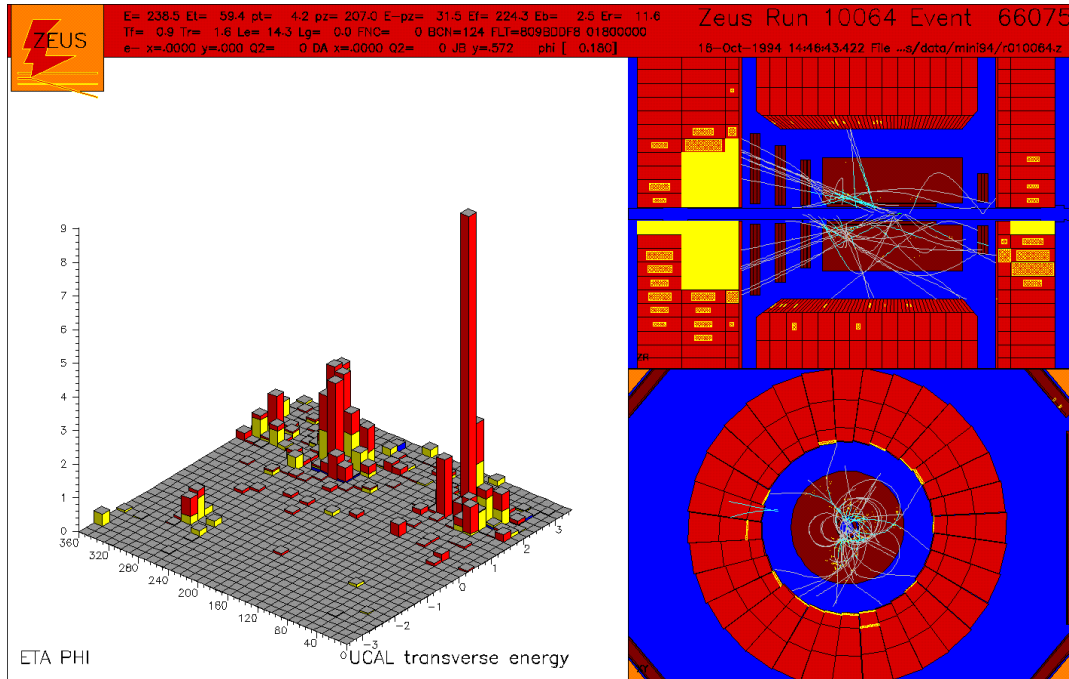 E= 238.5 Et= 59.4 pt= 4.2 pz= 207.0 E-pz= 31.5 Ef= 224.3 Eb= 2.5 Er= 11.6
Tf= 0.9 Tr= 1.6 Le= 14.3 Lg= 0.0 FNC= 0 BCN=124 FLT=809BDDF8 01800000
e- x=.0000 y=.000 Q2= 0 DA x=.0000 Q2= 0 JB y=.572 phi [ 0.180]
Zeus Run 10064 Event 66075
16-Oct-1994 14:46:43.422 File ...s/data/mini94/r010064.z
ZEUS
ZR
9
8
7
6
5
4
3
2
1
0
360
320
280
240
200
160
120
80
40
0
-3
-2
-1
0
1
2
3
ETA PHI
UCAL transverse energy
XY